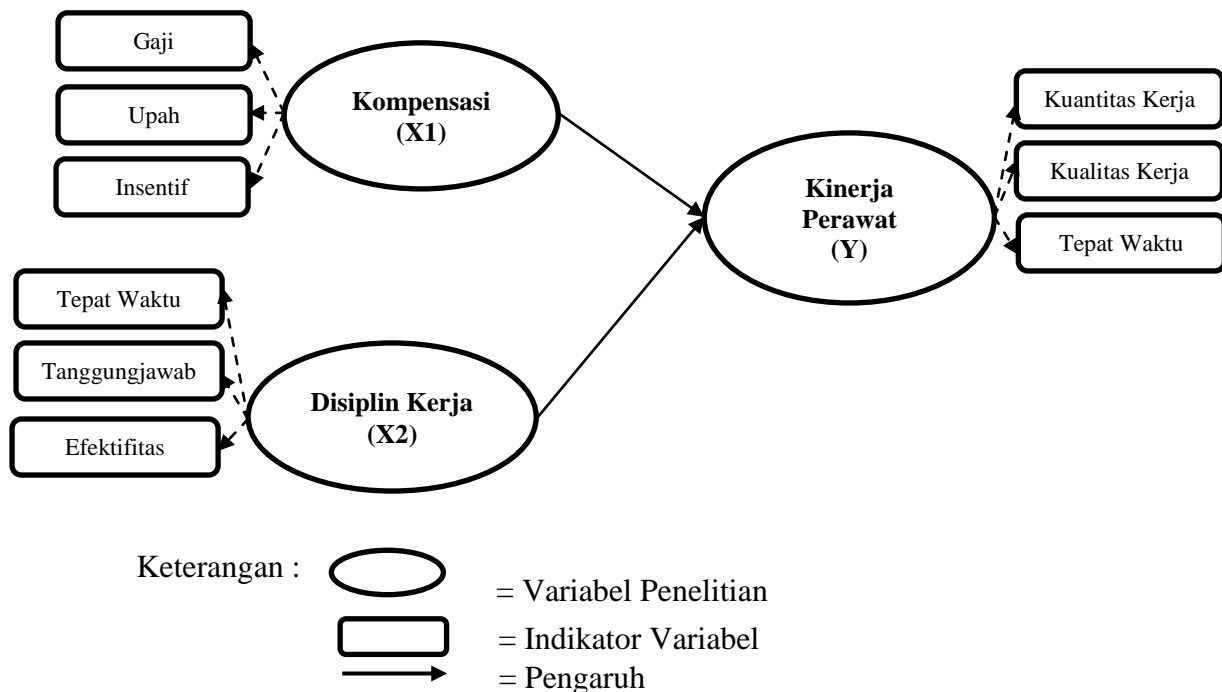 Gaji
Upah
Insentif
Kompensasi
(X1)
Tepat Waktu
Tanggungjawab
Efektifitas
Disiplin Kerja
(X2)
Kinerja
Perawat
(Y)
Kuantitas Kerja
Kualitas Kerja
Tepat Waktu
Keterangan :
= Variabel Penelitian
= Indikator Variabel
= Pengaruh